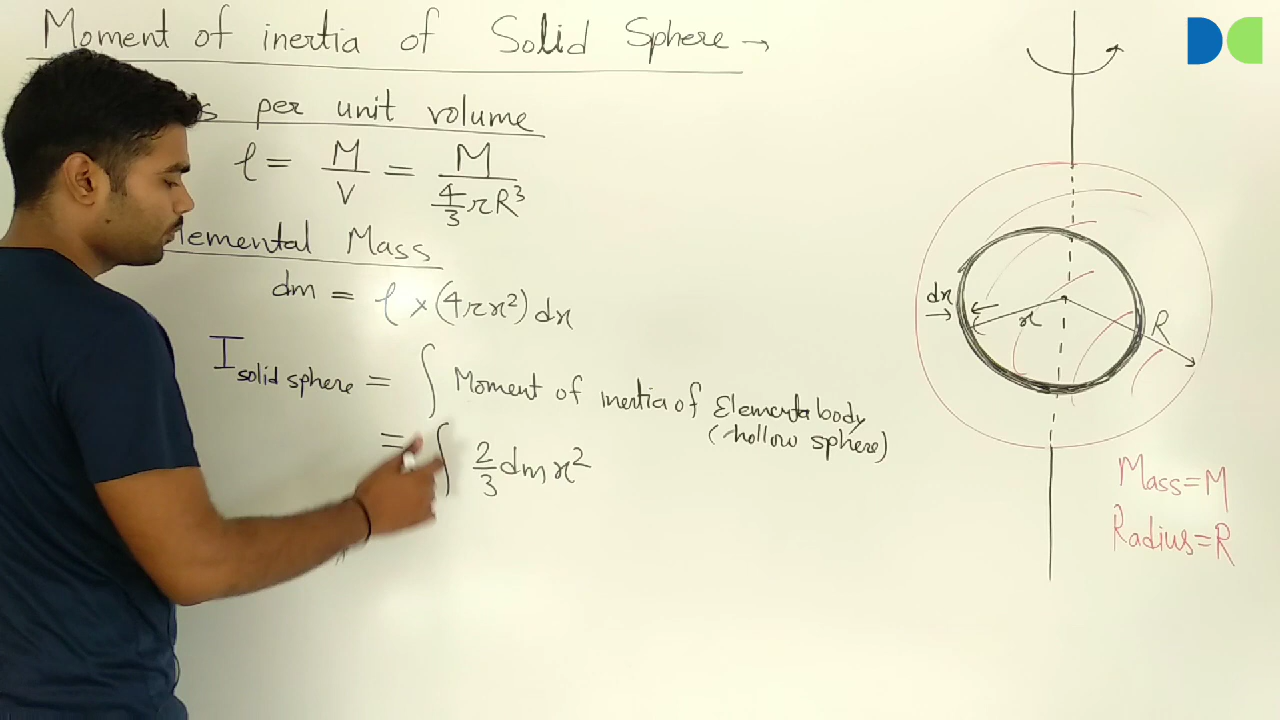 Moment of inertia of Solid Sphere →
per unit volume
ρ = M/V = M/(4/3 πR³)
Elemental Mass
dm = ρ × (4πx²) dx
I solid sphere = ∫ Moment of inertia of Elemental body
(hollow sphere)
= ∫ 2/3 dm x²
dx
x
R
Mass=M
Radius=R
DC